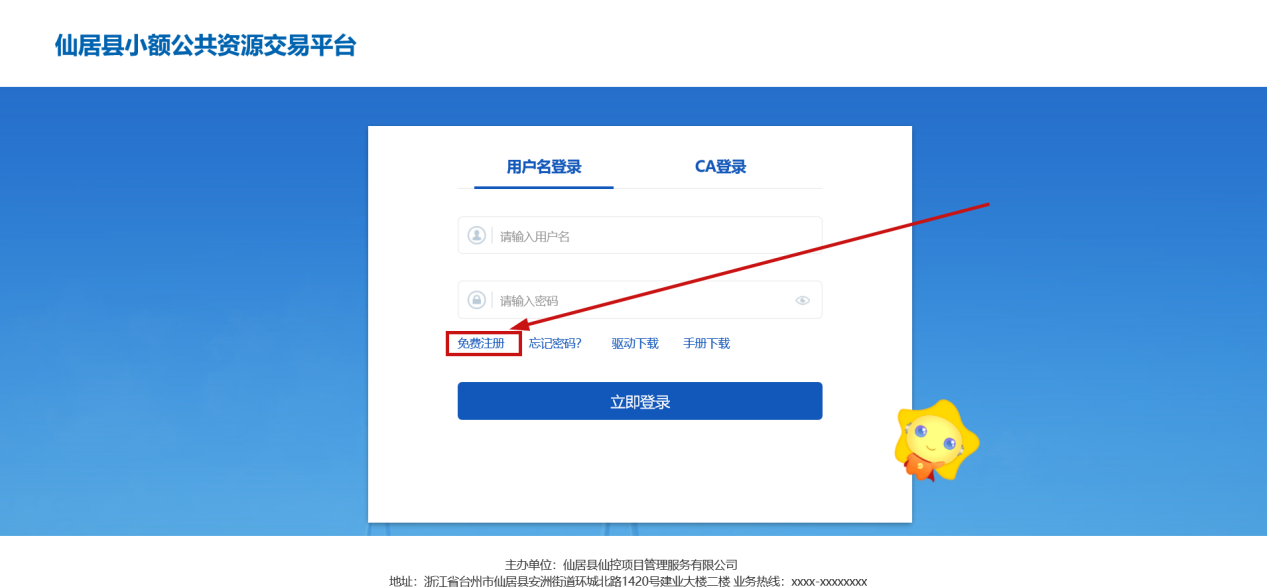 仙居县小额公共资源交易平台
用户名登录 CA登录
请输入用户名
请输入密码
免费注册 忘记密码? 驱动下载 手册下载
立即登录
主办单位：仙居县仙控项目管理服务有限公司
地址：浙江省台州市仙居县安洲街道环城北路1420号建业大楼二楼 业务热线：xxxx-xxxxxxxx